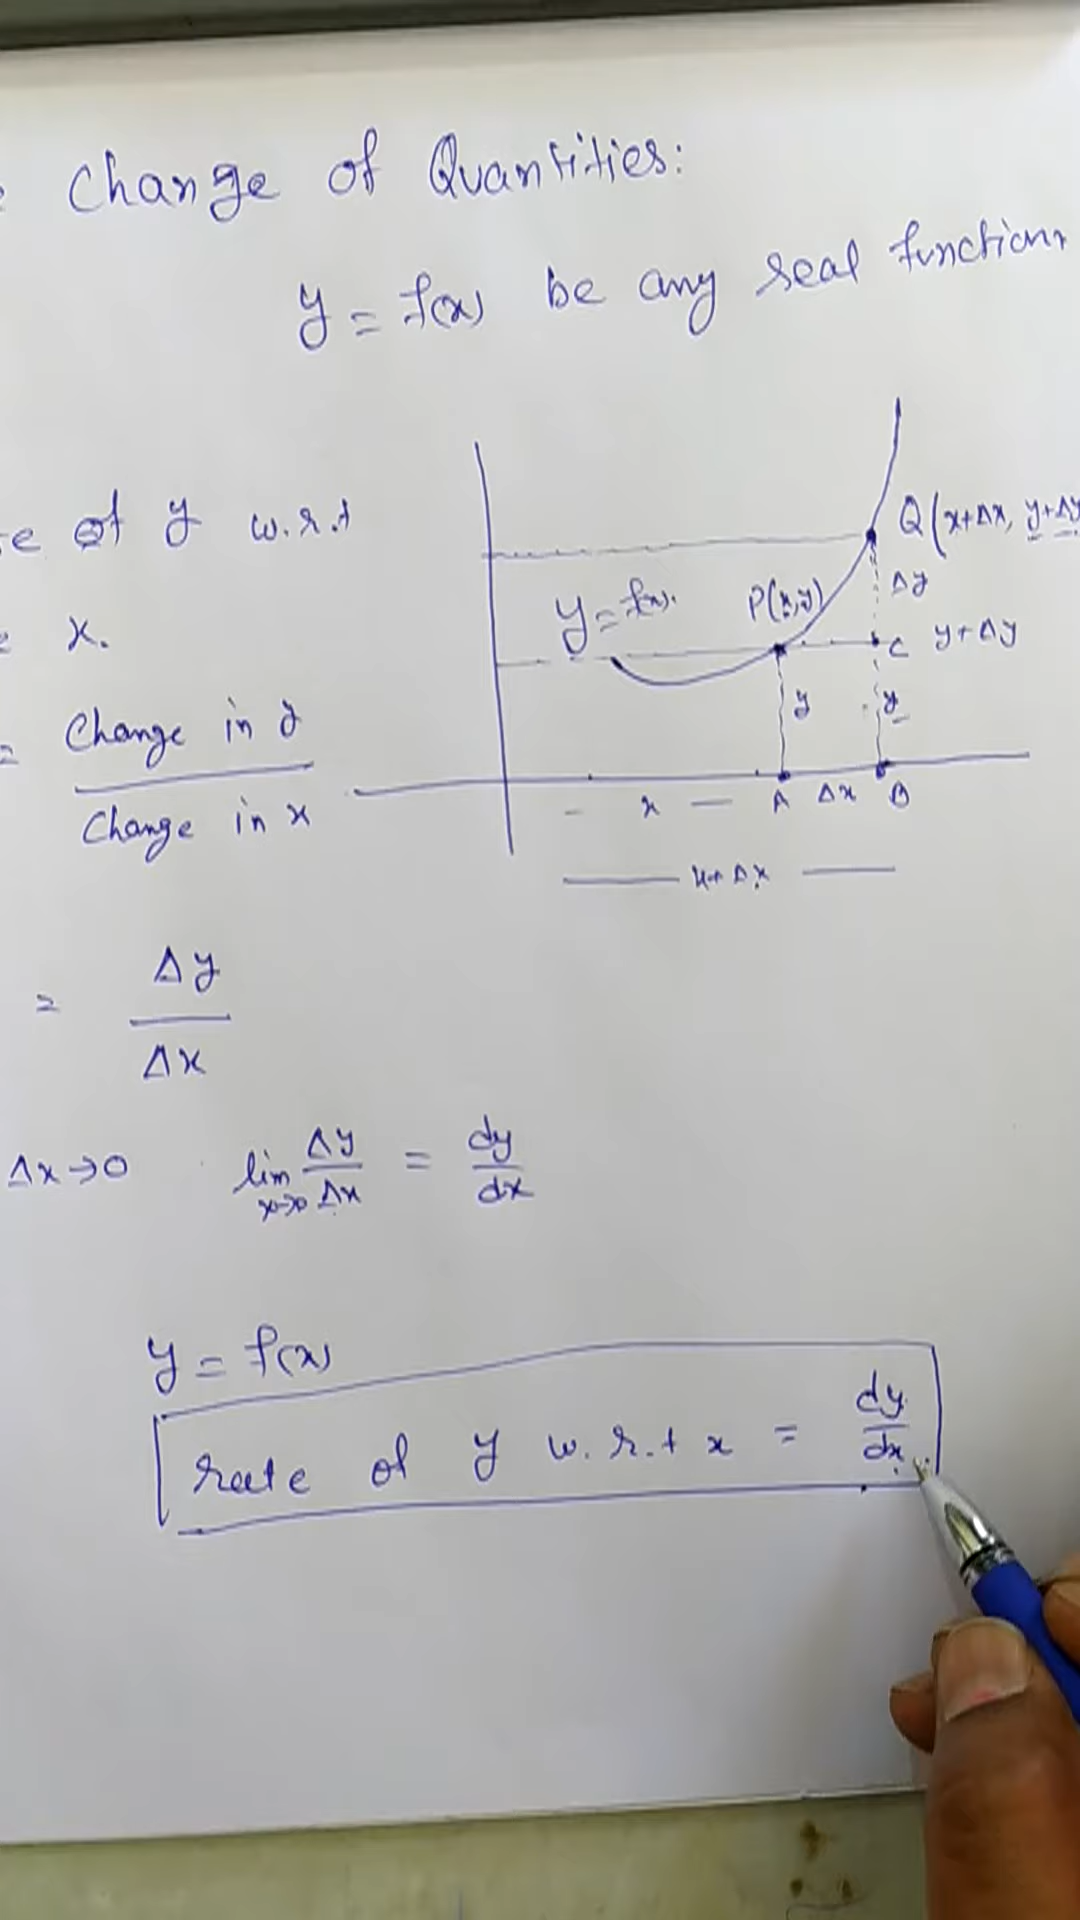 Change of Quantities:
y = f(x) be any real function
of y w.r.t
x.
Q(x+Δx, y+Δy
Δy
y = f(x).
P(x,y)
C y+Δy
y
y
x A Δx B
x+Δx
= Change in y
Change in x
= Δy
Δx
Δx→0 lim x→0 Δy/Δx = dy/dx
y = f(x)
rate of y w.r.t x = dy/dx